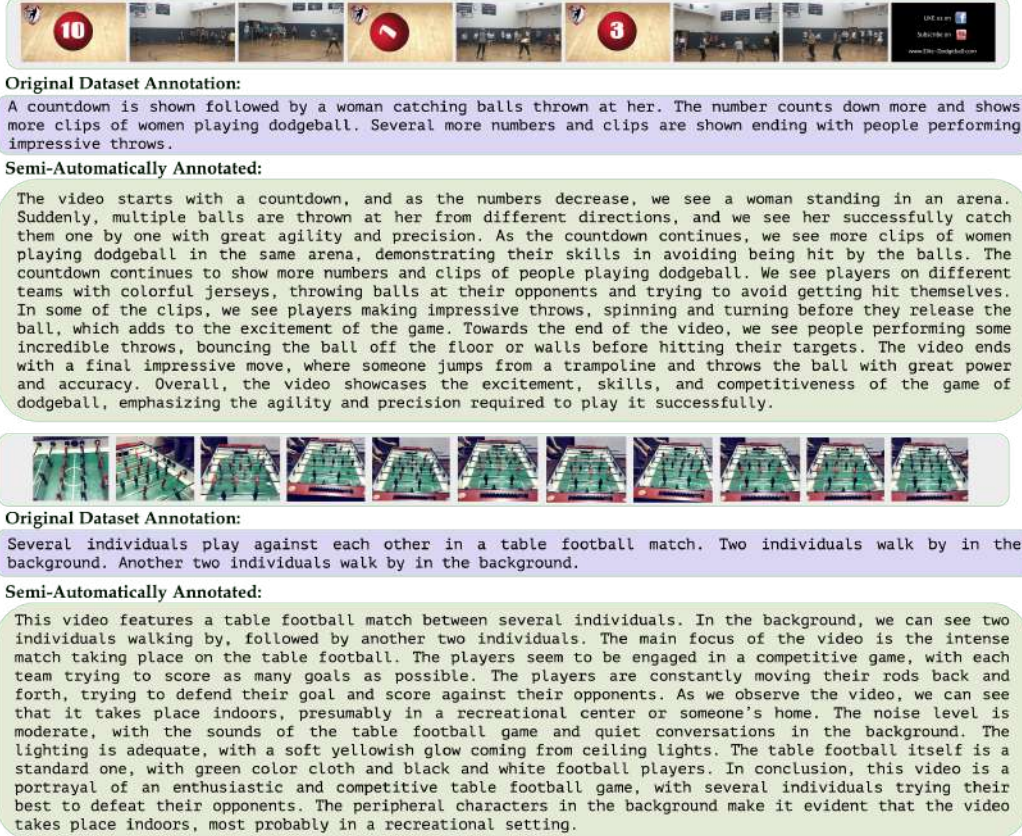 10
3
LIKE us on
Subscribe on
www.Elite-Dodgeball.com
Original Dataset Annotation:
A countdown is shown followed by a woman catching balls thrown at her. The number counts down more and shows
more clips of women playing dodgeball. Several more numbers and clips are shown ending with people performing
impressive throws.
Semi-Automatically Annotated:
The video starts with a countdown, and as the numbers decrease, we see a woman standing in an arena.
Suddenly, multiple balls are thrown at her from different directions, and we see her successfully catch
them one by one with great agility and precision. As the countdown continues, we see more clips of women
playing dodgeball in the same arena, demonstrating their skills in avoiding being hit by the balls. The
countdown continues to show more numbers and clips of people playing dodgeball. We see players on different
teams with colorful jerseys, throwing balls at their opponents and trying to avoid getting hit themselves.
In some of the clips, we see players making impressive throws, spinning and turning before they release the
ball, which adds to the excitement of the game. Towards the end of the video, we see people performing some
incredible throws, bouncing the ball off the floor or walls before hitting their targets. The video ends
with a final impressive move, where someone jumps from a trampoline and throws the ball with great power
and accuracy. Overall, the video showcases the excitement, skills, and competitiveness of the game of
dodgeball, emphasizing the agility and precision required to play it successfully.
Original Dataset Annotation:
Several individuals play against each other in a table football match. Two individuals walk by in the
background. Another two individuals walk by in the background.
Semi-Automatically Annotated:
This video features a table football match between several individuals. In the background, we can see two
individuals walking by, followed by another two individuals. The main focus of the video is the intense
match taking place on the table football. The players seem to be engaged in a competitive game, with each
team trying to score as many goals as possible. The players are constantly moving their rods back and
forth, trying to defend their goal and score against their opponents. As we observe the video, we can see
that it takes place indoors, presumably in a recreational center or someone's home. The noise level is
moderate, with the sounds of the table football game and quiet conversations in the background. The
lighting is adequate, with a soft yellowish glow coming from ceiling lights. The table football itself is a
standard one, with green color cloth and black and white football players. In conclusion, this video is a
portrayal of an enthusiastic and competitive table football game, with several individuals trying their
best to defeat their opponents. The peripheral characters in the background make it evident that the video
takes place indoors, most probably in a recreational setting.